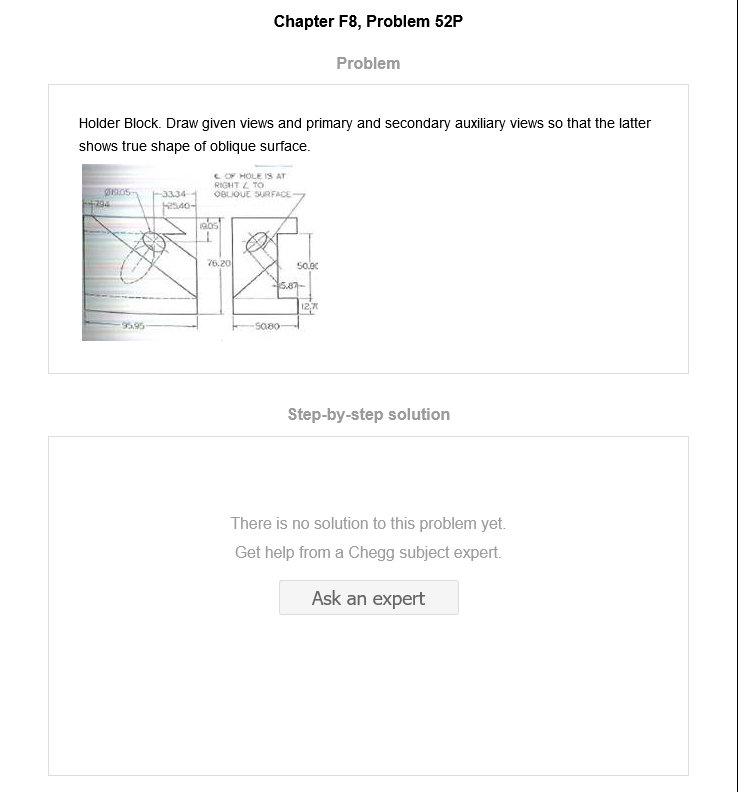 Chapter F8, Problem 52P
Problem
Holder Block. Draw given views and primary and secondary auxiliary views so that the latter
shows true shape of oblique surface.
℄ OF HOLE IS AT
RIGHT ∠ TO
OBLIQUE SURFACE
Ø19.05
33.34
7.94
25.40
19.05
76.20
50.80
15.87
12.70
95.95
50.80
Step-by-step solution
There is no solution to this problem yet.
Get help from a Chegg subject expert.
Ask an expert